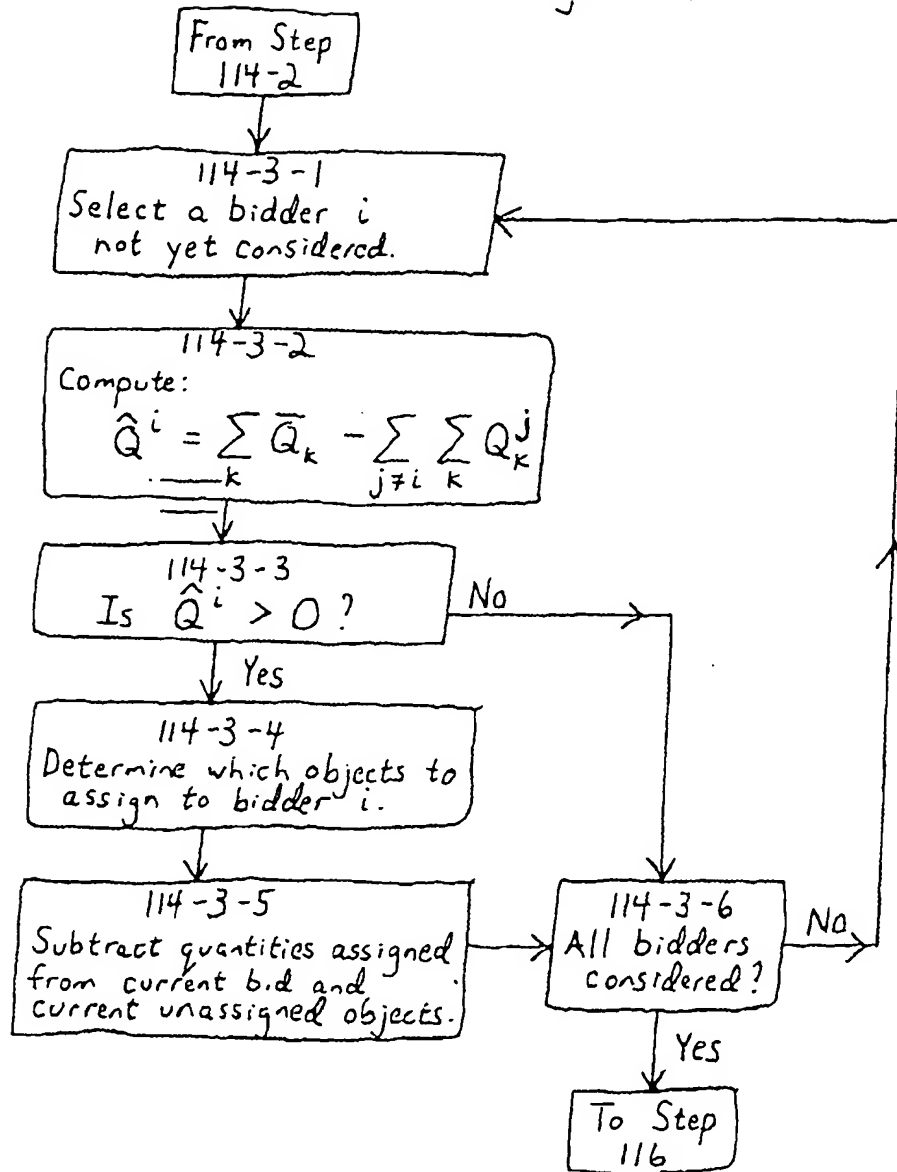 From Step
114-2
114-3-1
Select a bidder i
not yet considered.
114-3-2
Compute:
Q̂^i = ∑_k Q̄_k - ∑_{j≠i} ∑_k Q_k^j
114-3-3
Is Q̂^i > 0 ?
No
Yes
114-3-4
Determine which objects to
assign to bidder i.
114-3-5
Subtract quantities assigned
from current bid and
current unassigned objects.
114-3-6
All bidders
considered?
No
Yes
To Step
116